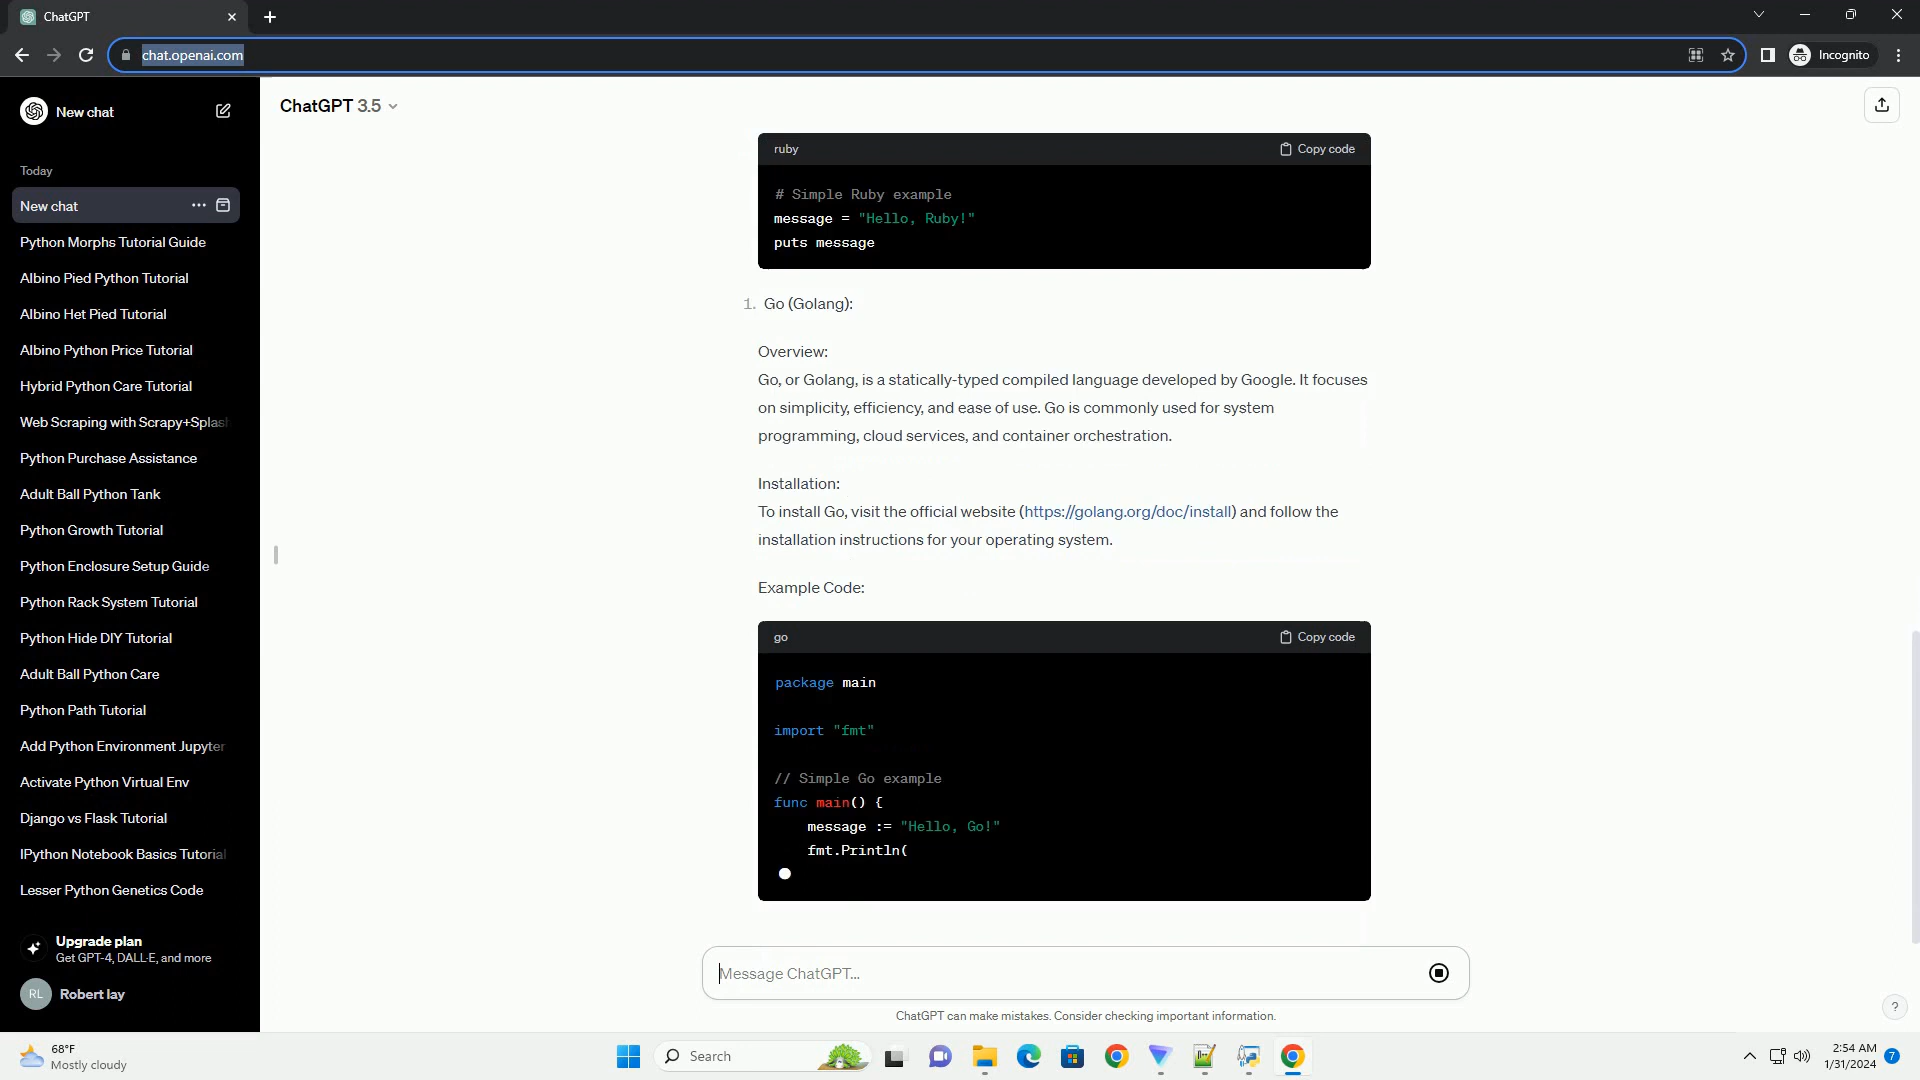 ChatGPT
chat.openai.com
Incognito
New chat
Today
New chat
Python Morphs Tutorial Guide
Albino Pied Python Tutorial
Albino Het Pied Tutorial
Albino Python Price Tutorial
Hybrid Python Care Tutorial
Web Scraping with Scrapy+Splas
Python Purchase Assistance
Adult Ball Python Tank
Python Growth Tutorial
Python Enclosure Setup Guide
Python Rack System Tutorial
Python Hide DIY Tutorial
Adult Ball Python Care
Python Path Tutorial
Add Python Environment Jupyter
Activate Python Virtual Env
Django vs Flask Tutorial
IPython Notebook Basics Tutorial
Lesser Python Genetics Code
Upgrade plan
Get GPT-4, DALL·E, and more
RL Robert lay
ChatGPT 3.5
ruby Copy code
# Simple Ruby example
message = "Hello, Ruby!"
puts message
1. Go (Golang):
Overview:
Go, or Golang, is a statically-typed compiled language developed by Google. It focuses
on simplicity, efficiency, and ease of use. Go is commonly used for system
programming, cloud services, and container orchestration.
Installation:
To install Go, visit the official website (https://golang.org/doc/install) and follow the
installation instructions for your operating system.
Example Code:
go Copy code
package main
import "fmt"
// Simple Go example
func main() {
message := "Hello, Go!"
fmt.Println(
Message ChatGPT...
ChatGPT can make mistakes. Consider checking important information.
?
68°F
Mostly cloudy
Search
2:54 AM
1/31/2024
7